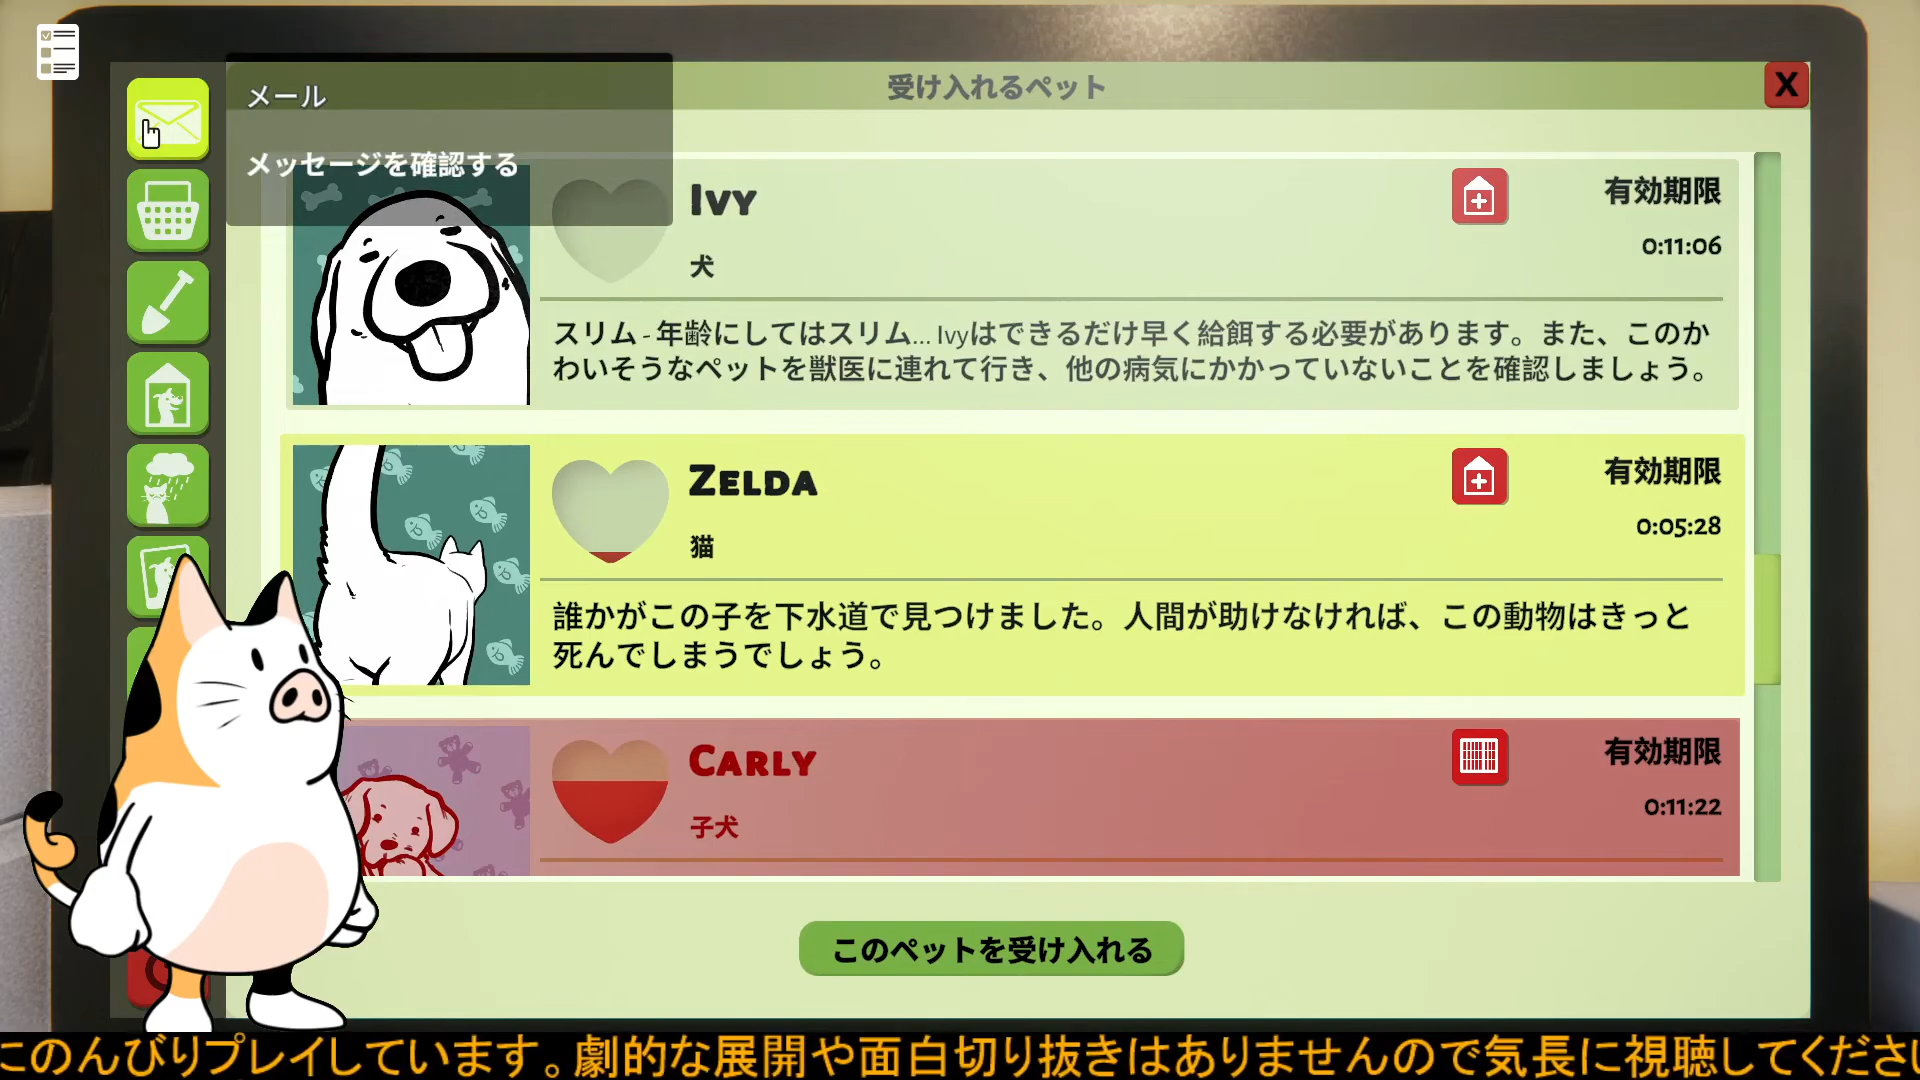 メール
メッセージを確認する
受け入れるペット
X
Ivy
犬
有効期限
0:11:06
スリム - 年齢にしてはスリム... Ivyはできるだけ早く給餌する必要があります。また、このか
わいそうなペットを獣医に連れて行き、他の病気にかかっていないことを確認しましょう。
Zelda
猫
有効期限
0:05:28
誰かがこの子を下水道で見つけました。人間が助けなければ、この動物はきっと
死んでしまうでしょう。
Carly
子犬
有効期限
0:11:22
このペットを受け入れる
このんびりプレイしています。劇的な展開や面白切り抜きはありませんので気長に視聴してくださ